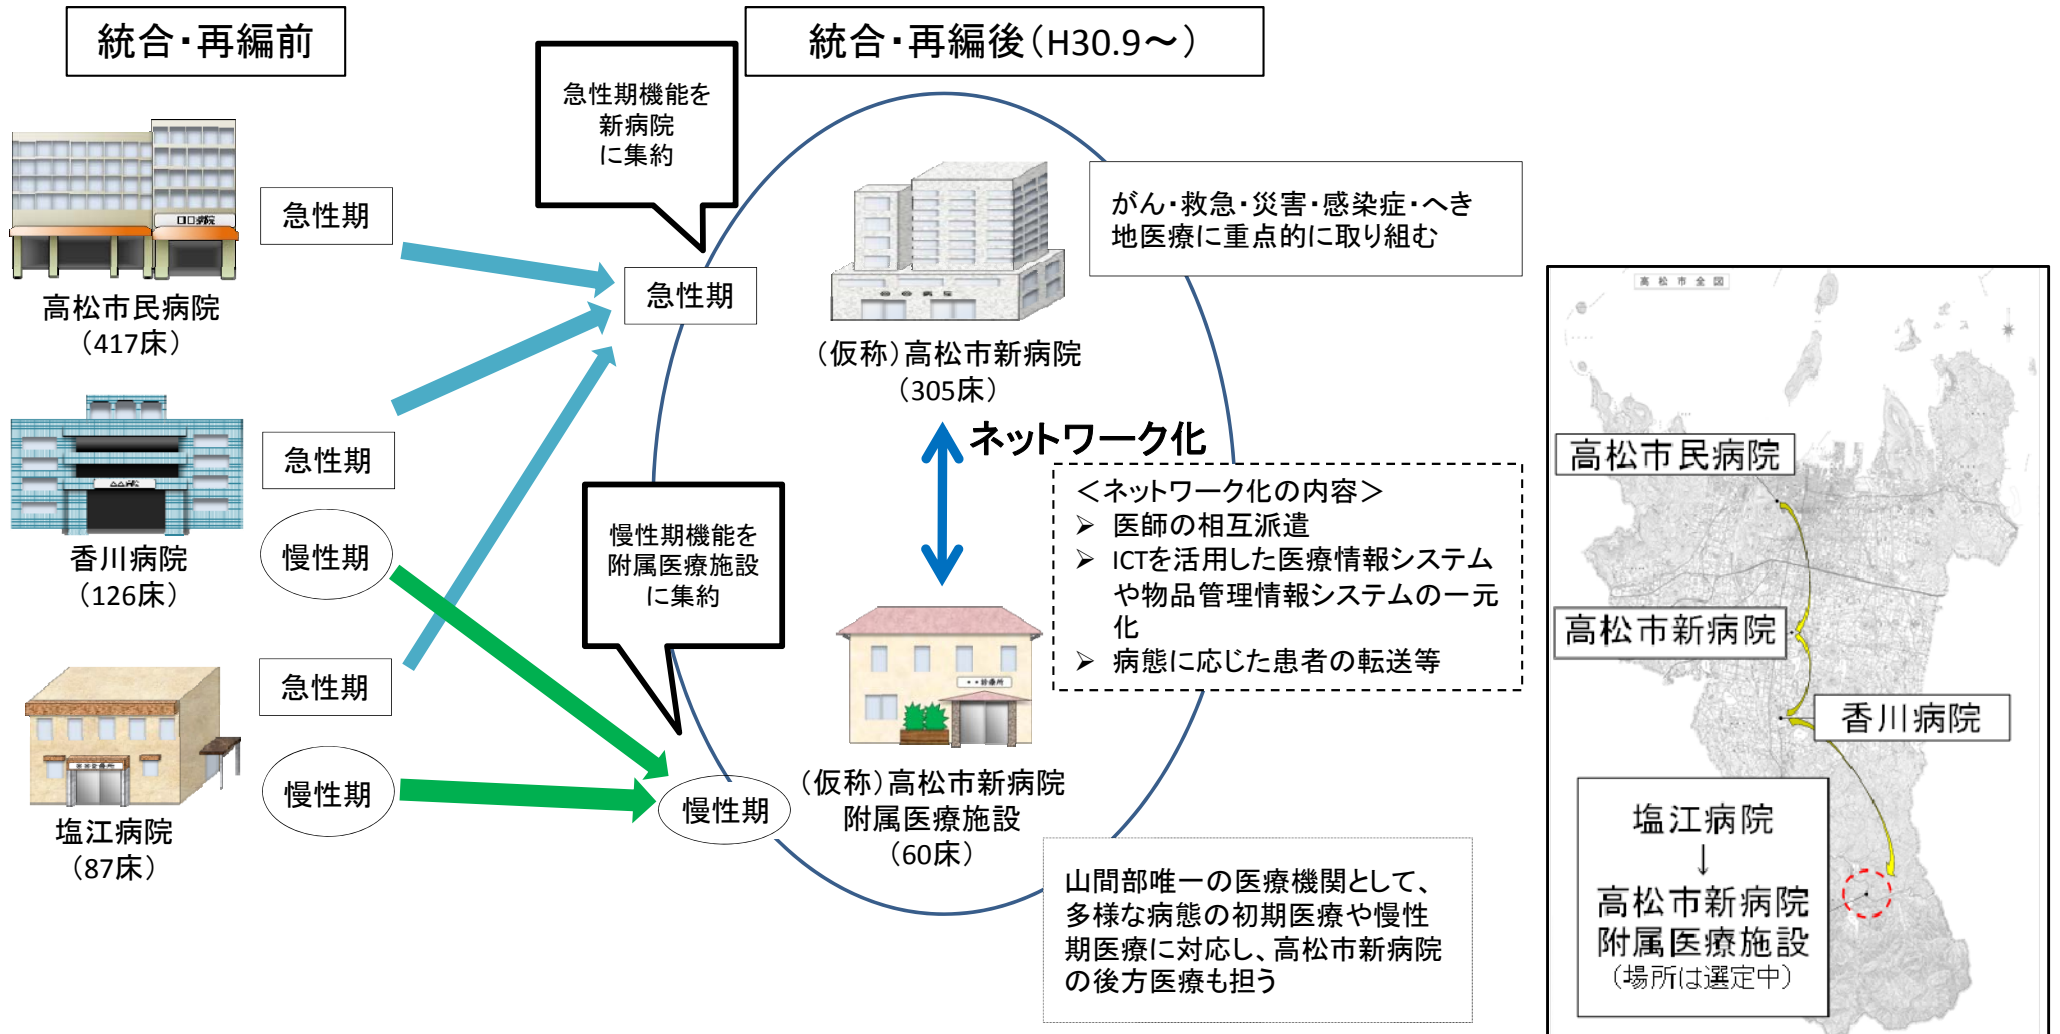 統合・再編前
統合・再編後(H30.9～)
急性期機能を
新病院
に集約
急性期
高松市民病院
(417床)
急性期
慢性期
香川病院
(126床)
急性期
慢性期
塩江病院
(87床)
急性期
口口病院
△△病院
(仮称)高松市新病院
(305床)
がん・救急・災害・感染症・へき
地医療に重点的に取り組む
ネットワーク化
＜ネットワーク化の内容＞
➢ 医師の相互派遣
➢ ICTを活用した医療情報システム
や物品管理情報システムの一元
化
➢ 病態に応じた患者の転送等
慢性期機能を
附属医療施設
に集約
慢性期
(仮称)高松市新病院
附属医療施設
(60床)
山間部唯一の医療機関として、
多様な病態の初期医療や慢性
期医療に対応し、高松市新病院
の後方医療も担う
高松市全図
高松市民病院
高松市新病院
香川病院
塩江病院
↓
高松市新病院
附属医療施設
(場所は選定中)